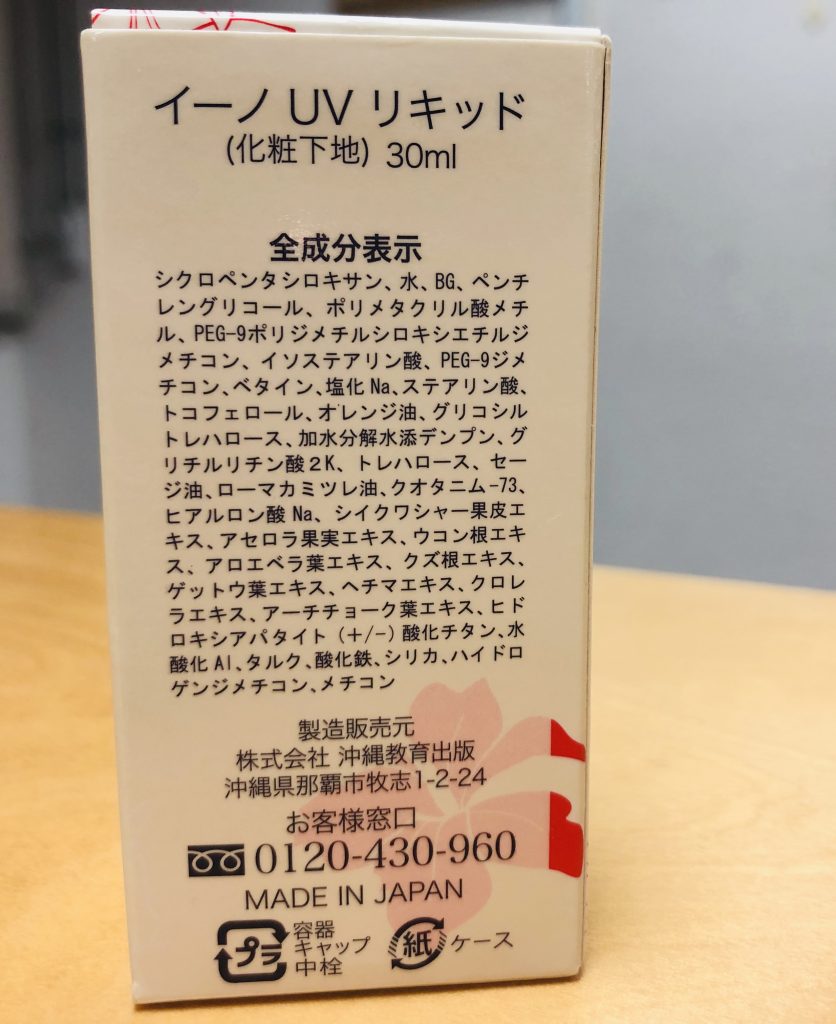 イーノ UV リキッド
(化粧下地) 30ml
全成分表示
シクロペンタシロキサン、水、BG、ペンチ
レングリコール、ポリメタクリル酸メチ
ル、PEG-9ポリジメチルシロキシエチルジ
メチコン、イソステアリン酸、PEG-9ジメ
チコン、ベタイン、塩化Na、ステアリン酸、
トコフェロール、オレンジ油、グリコシル
トレハロース、加水分解水添デンプン、グ
リチルリチン酸2K、トレハロース、セー
ジ油、ローマカミツレ油、クオタニム-73、
ヒアルロン酸Na、シイクワシャー果皮エ
キス、アセロラ果実エキス、ウコン根エキ
ス、アロエベラ葉エキス、クズ根エキス、
ゲットウ葉エキス、ヘチマエキス、クロレ
ラエキス、アーチチョーク葉エキス、ヒド
ロキシアパタイト (+/-) 酸化チタン、水
酸化Al、タルク、酸化鉄、シリカ、ハイドロ
ゲンジメチコン、メチコン
製造販売元
株式会社 沖縄教育出版
沖縄県那覇市牧志1-2-24
お客様窓口
0120-430-960
MADE IN JAPAN
プラ 容器 キャップ 中栓 紙 ケース